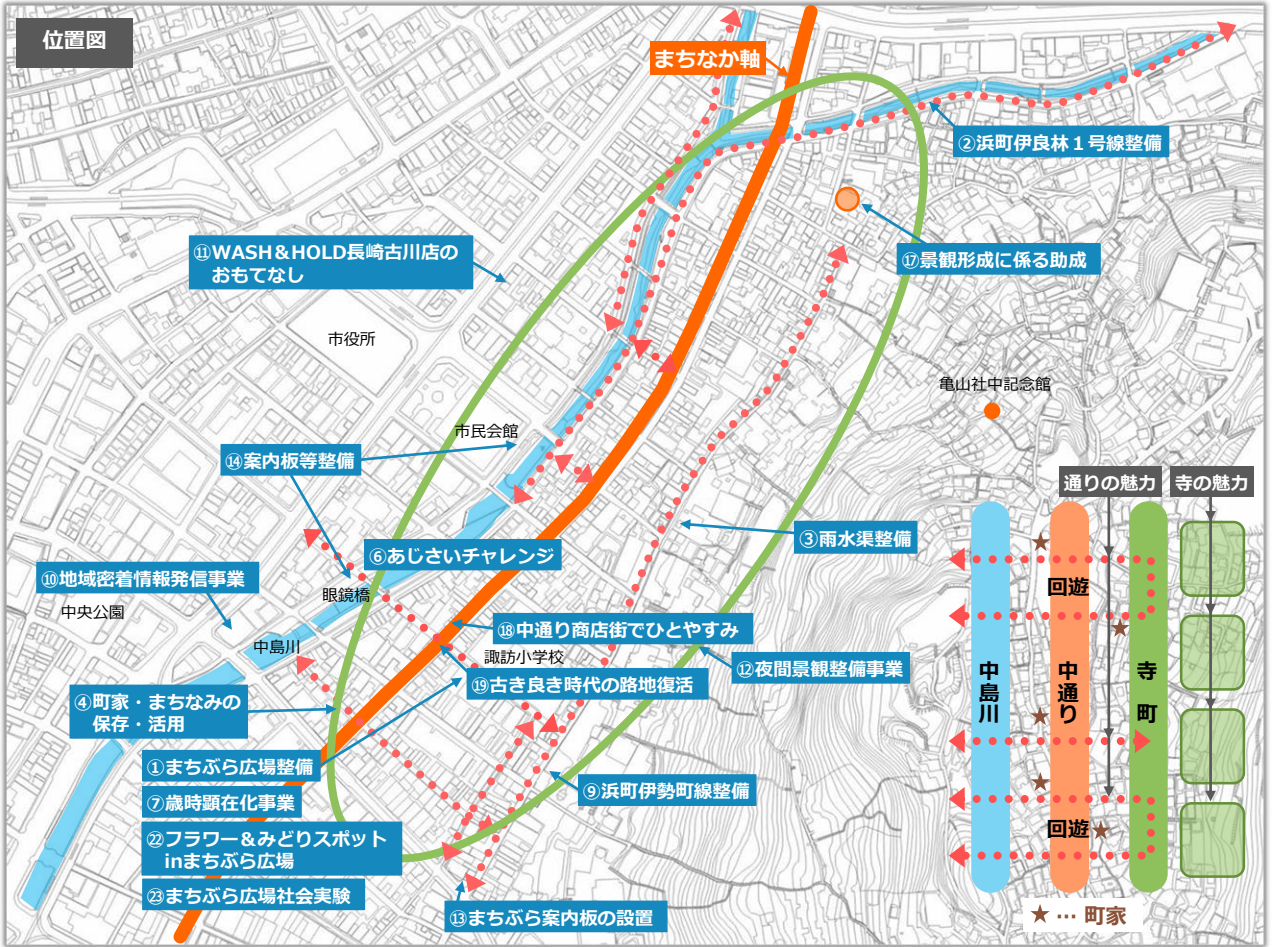 位置図
まちなか軸
②浜町伊良林１号線整備
⑪WASH＆HOLD長崎古川店の
おもてなし
⑰景観形成に係る助成
市役所
亀山社中記念館
市民会館
⑭案内板等整備
通りの魅力
寺の魅力
③雨水渠整備
⑥あじさいチャレンジ
⑩地域密着情報発信事業
眼鏡橋
中央公園
⑱中通り商店街でひとやすみ
中島川
諏訪小学校
⑫夜間景観整備事業
⑲古き良き時代の路地復活
④町家・まちなみの
保存・活用
①まちぶら広場整備
⑨浜町伊勢町線整備
⑦歳時顕在化事業
㉒フラワー＆みどりスポット
inまちぶら広場
㉓まちぶら広場社会実験
⑬まちぶら案内板の設置
回遊
中島川
中通り
寺町
回遊
★ … 町家